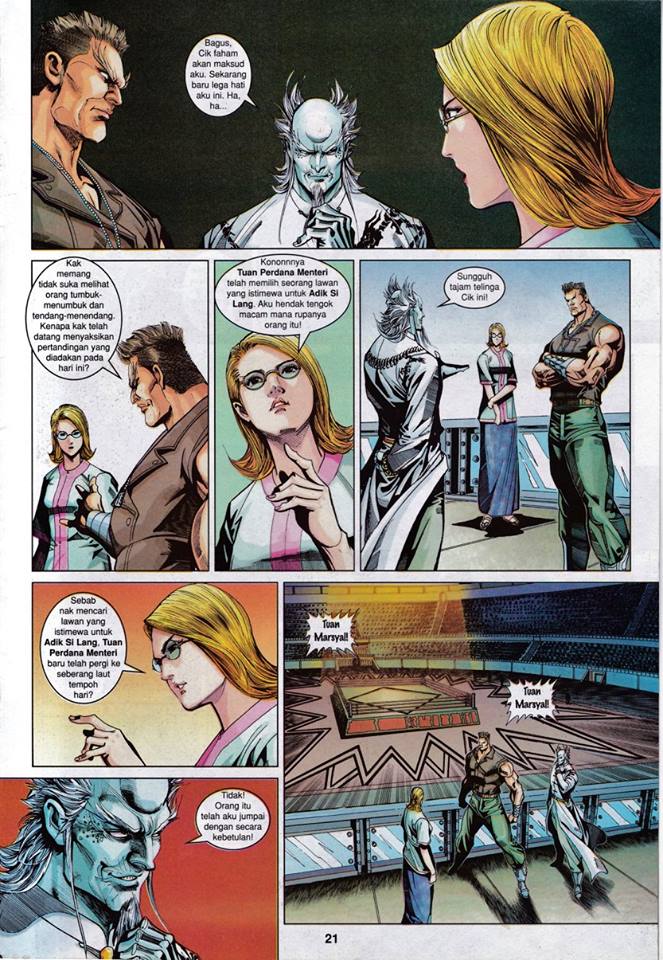 Bagus,
Cik faham
akan maksud
aku. Sekarang
baru lega hati
aku ini. Ha,
ha...
Kak
memang
tidak suka melihat
orang tumbuk-
menumbuk dan
tendang-menendang.
Kenapa kak telah
datang menyaksikan
pertandingan yang
diadakan pada
hari ini?
Kononnnya
Tuan Perdana Menteri
telah memilih seorang lawan
yang istimewa untuk Adik Si
Lang. Aku hendak tengok
macam mana rupanya
orang itu!
Sungguh
tajam telinga
Cik ini!
Sebab
nak mencari
lawan yang
istimewa untuk
Adik Si Lang, Tuan
Perdana Menteri
baru telah pergi ke
seberang laut
tempoh
hari?
Tuan
Marsyal!
Tuan
Marsyal!
Tidak!
Orang itu
telah aku jumpai
dengan secara
kebetulan!
21